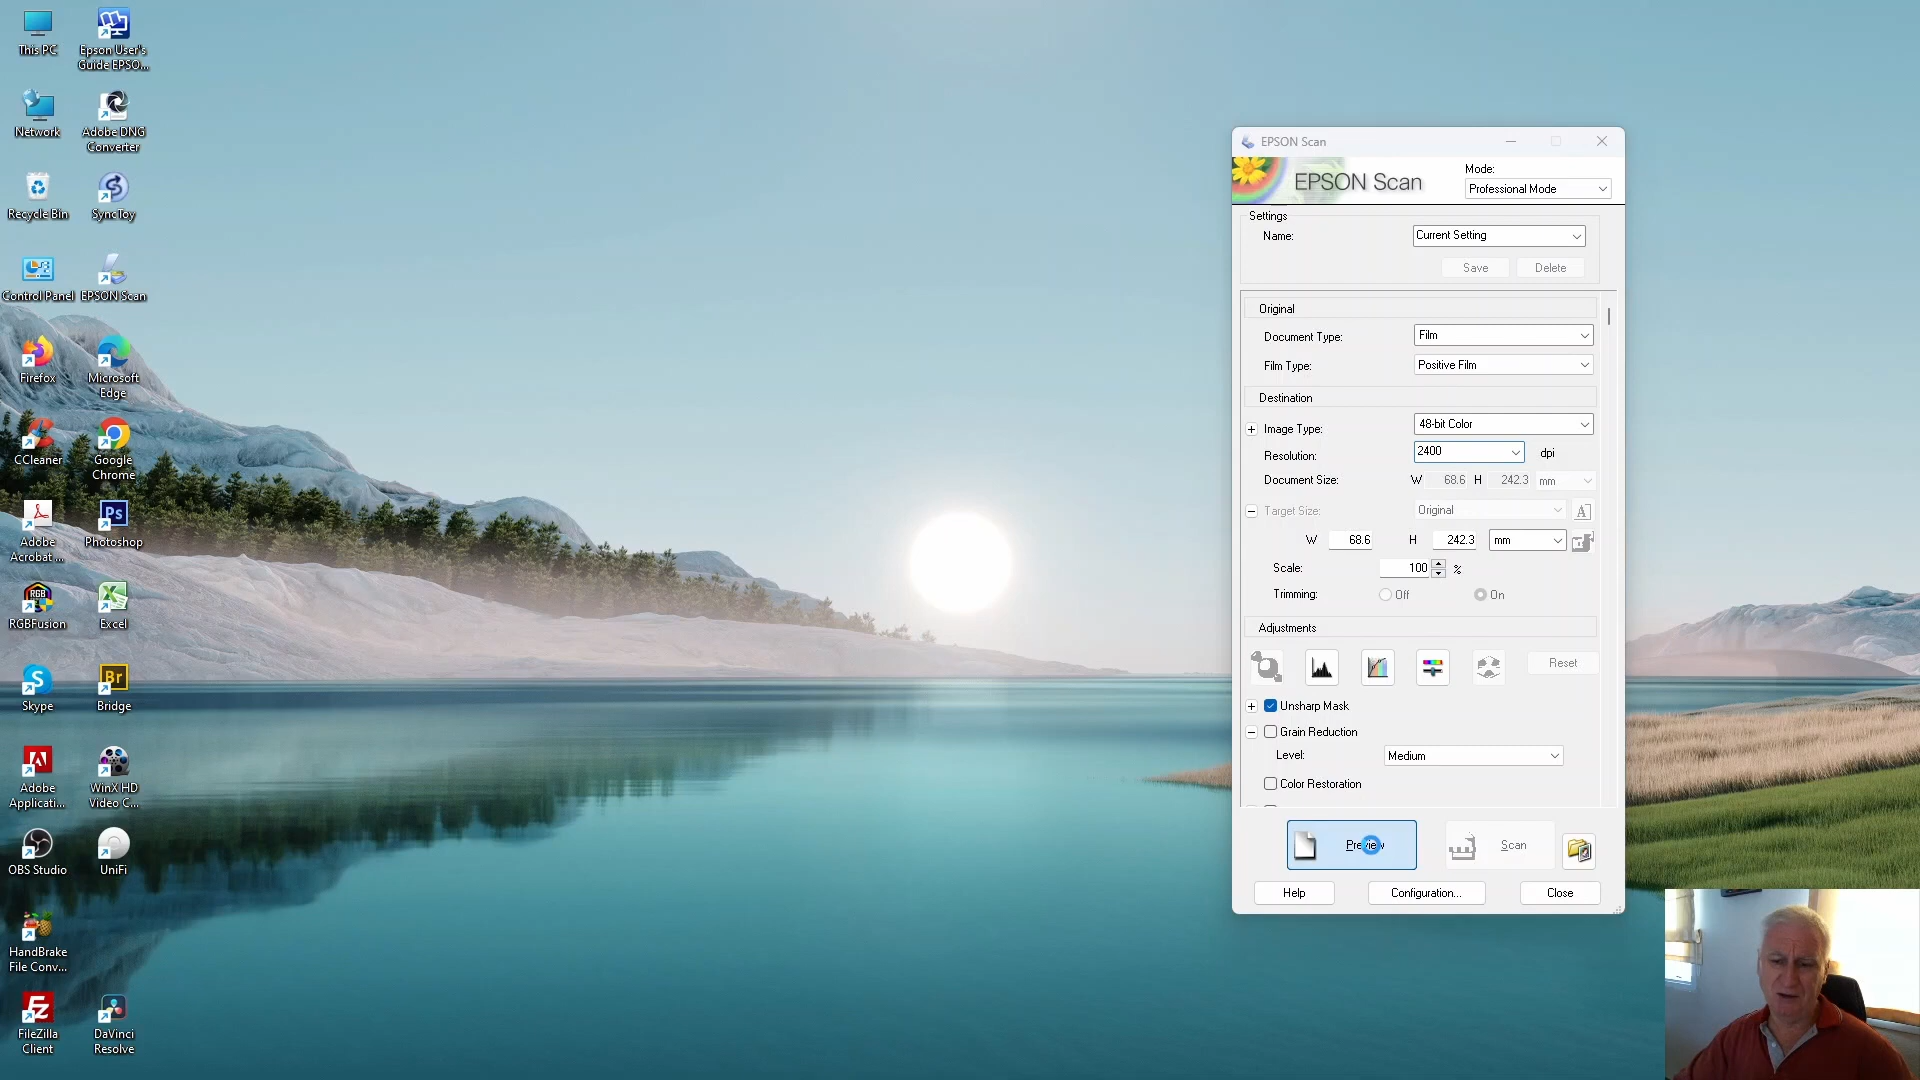 This PC
Epson User's
Guide EPSO...
Network
Adobe DNG
Converter
Recycle Bin
SyncToy
Control Panel
EPSON Scan
Firefox
Microsoft
Edge
CCleaner
Google
Chrome
Adobe
Acrobat ...
Ps
Photoshop
RGB
RGBFusion
Excel
Skype
Br
Bridge
Adobe
Applicati...
WinX HD
Video C...
OBS Studio
UniFi
HandBrake
File Conv...
FileZilla
Client
DaVinci
Resolve
EPSON Scan
EPSON Scan
Mode:
Professional Mode
Settings
Name:
Current Setting
Save
Delete
Original
Document Type:
Film
Film Type:
Positive Film
Destination
Image Type:
48-bit Color
Resolution:
2400
dpi
Document Size:
W 68.6 H 242.3 mm
Target Size:
Original
W 68.6 H 242.3 mm
Scale:
100 %
Trimming:
Off
On
Adjustments
Reset
Unsharp Mask
Grain Reduction
Level:
Medium
Color Restoration
Preview
Scan
Help
Configuration...
Close